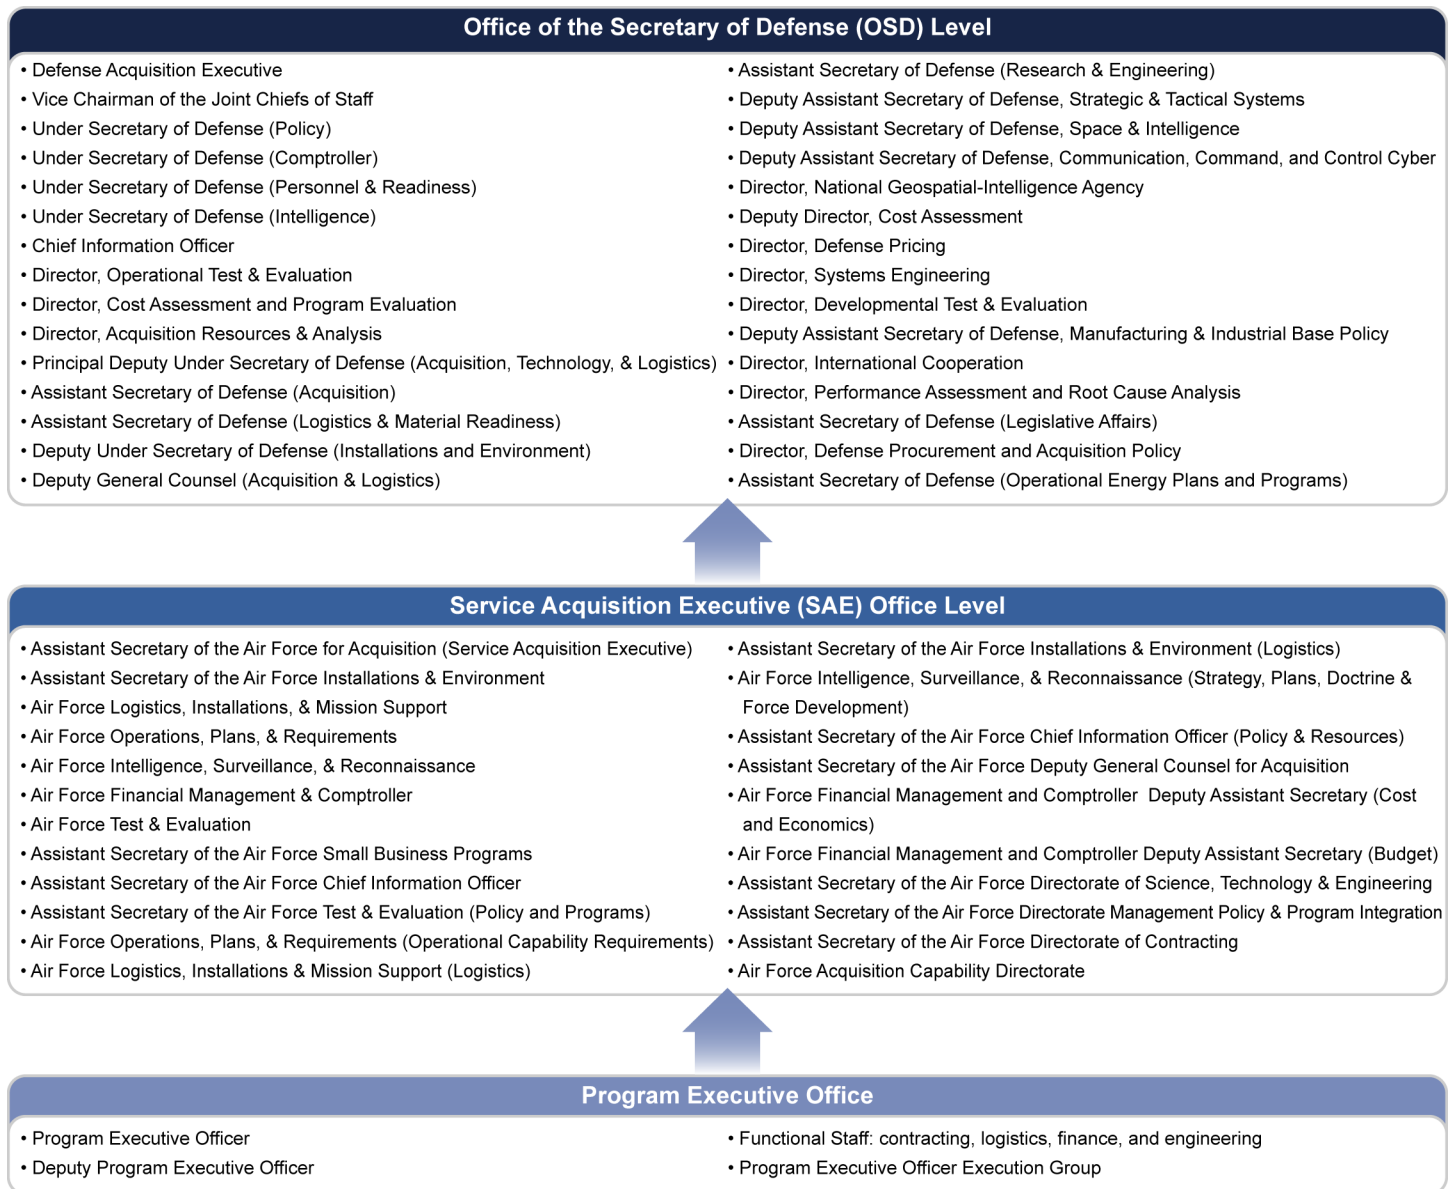 Office of the Secretary of Defense (OSD) Level
• Defense Acquisition Executive
• Vice Chairman of the Joint Chiefs of Staff
• Under Secretary of Defense (Policy)
• Under Secretary of Defense (Comptroller)
• Under Secretary of Defense (Personnel & Readiness)
• Under Secretary of Defense (Intelligence)
• Chief Information Officer
• Director, Operational Test & Evaluation
• Director, Cost Assessment and Program Evaluation
• Director, Acquisition Resources & Analysis
• Principal Deputy Under Secretary of Defense (Acquisition, Technology, & Logistics)
• Assistant Secretary of Defense (Acquisition)
• Assistant Secretary of Defense (Logistics & Material Readiness)
• Deputy Under Secretary of Defense (Installations and Environment)
• Deputy General Counsel (Acquisition & Logistics)
• Assistant Secretary of Defense (Research & Engineering)
• Deputy Assistant Secretary of Defense, Strategic & Tactical Systems
• Deputy Assistant Secretary of Defense, Space & Intelligence
• Deputy Assistant Secretary of Defense, Communication, Command, and Control Cyber
• Director, National Geospatial-Intelligence Agency
• Deputy Director, Cost Assessment
• Director, Defense Pricing
• Director, Systems Engineering
• Director, Developmental Test & Evaluation
• Deputy Assistant Secretary of Defense, Manufacturing & Industrial Base Policy
• Director, International Cooperation
• Director, Performance Assessment and Root Cause Analysis
• Assistant Secretary of Defense (Legislative Affairs)
• Director, Defense Procurement and Acquisition Policy
• Assistant Secretary of Defense (Operational Energy Plans and Programs)
Service Acquisition Executive (SAE) Office Level
• Assistant Secretary of the Air Force for Acquisition (Service Acquisition Executive)
• Assistant Secretary of the Air Force Installations & Environment
• Air Force Logistics, Installations, & Mission Support
• Air Force Operations, Plans, & Requirements
• Air Force Intelligence, Surveillance, & Reconnaissance
• Air Force Financial Management & Comptroller
• Air Force Test & Evaluation
• Assistant Secretary of the Air Force Small Business Programs
• Assistant Secretary of the Air Force Chief Information Officer
• Assistant Secretary of the Air Force Test & Evaluation (Policy and Programs)
• Air Force Operations, Plans, & Requirements (Operational Capability Requirements)
• Air Force Logistics, Installations & Mission Support (Logistics)
• Assistant Secretary of the Air Force Installations & Environment (Logistics)
• Air Force Intelligence, Surveillance, & Reconnaissance (Strategy, Plans, Doctrine &
Force Development)
• Assistant Secretary of the Air Force Chief Information Officer (Policy & Resources)
• Assistant Secretary of the Air Force Deputy General Counsel for Acquisition
• Air Force Financial Management and Comptroller Deputy Assistant Secretary (Cost
and Economics)
• Air Force Financial Management and Comptroller Deputy Assistant Secretary (Budget)
• Assistant Secretary of the Air Force Directorate of Science, Technology & Engineering
• Assistant Secretary of the Air Force Directorate Management Policy & Program Integration
• Assistant Secretary of the Air Force Directorate of Contracting
• Air Force Acquisition Capability Directorate
Program Executive Office
• Program Executive Officer
• Deputy Program Executive Officer
• Functional Staff: contracting, logistics, finance, and engineering
• Program Executive Officer Execution Group